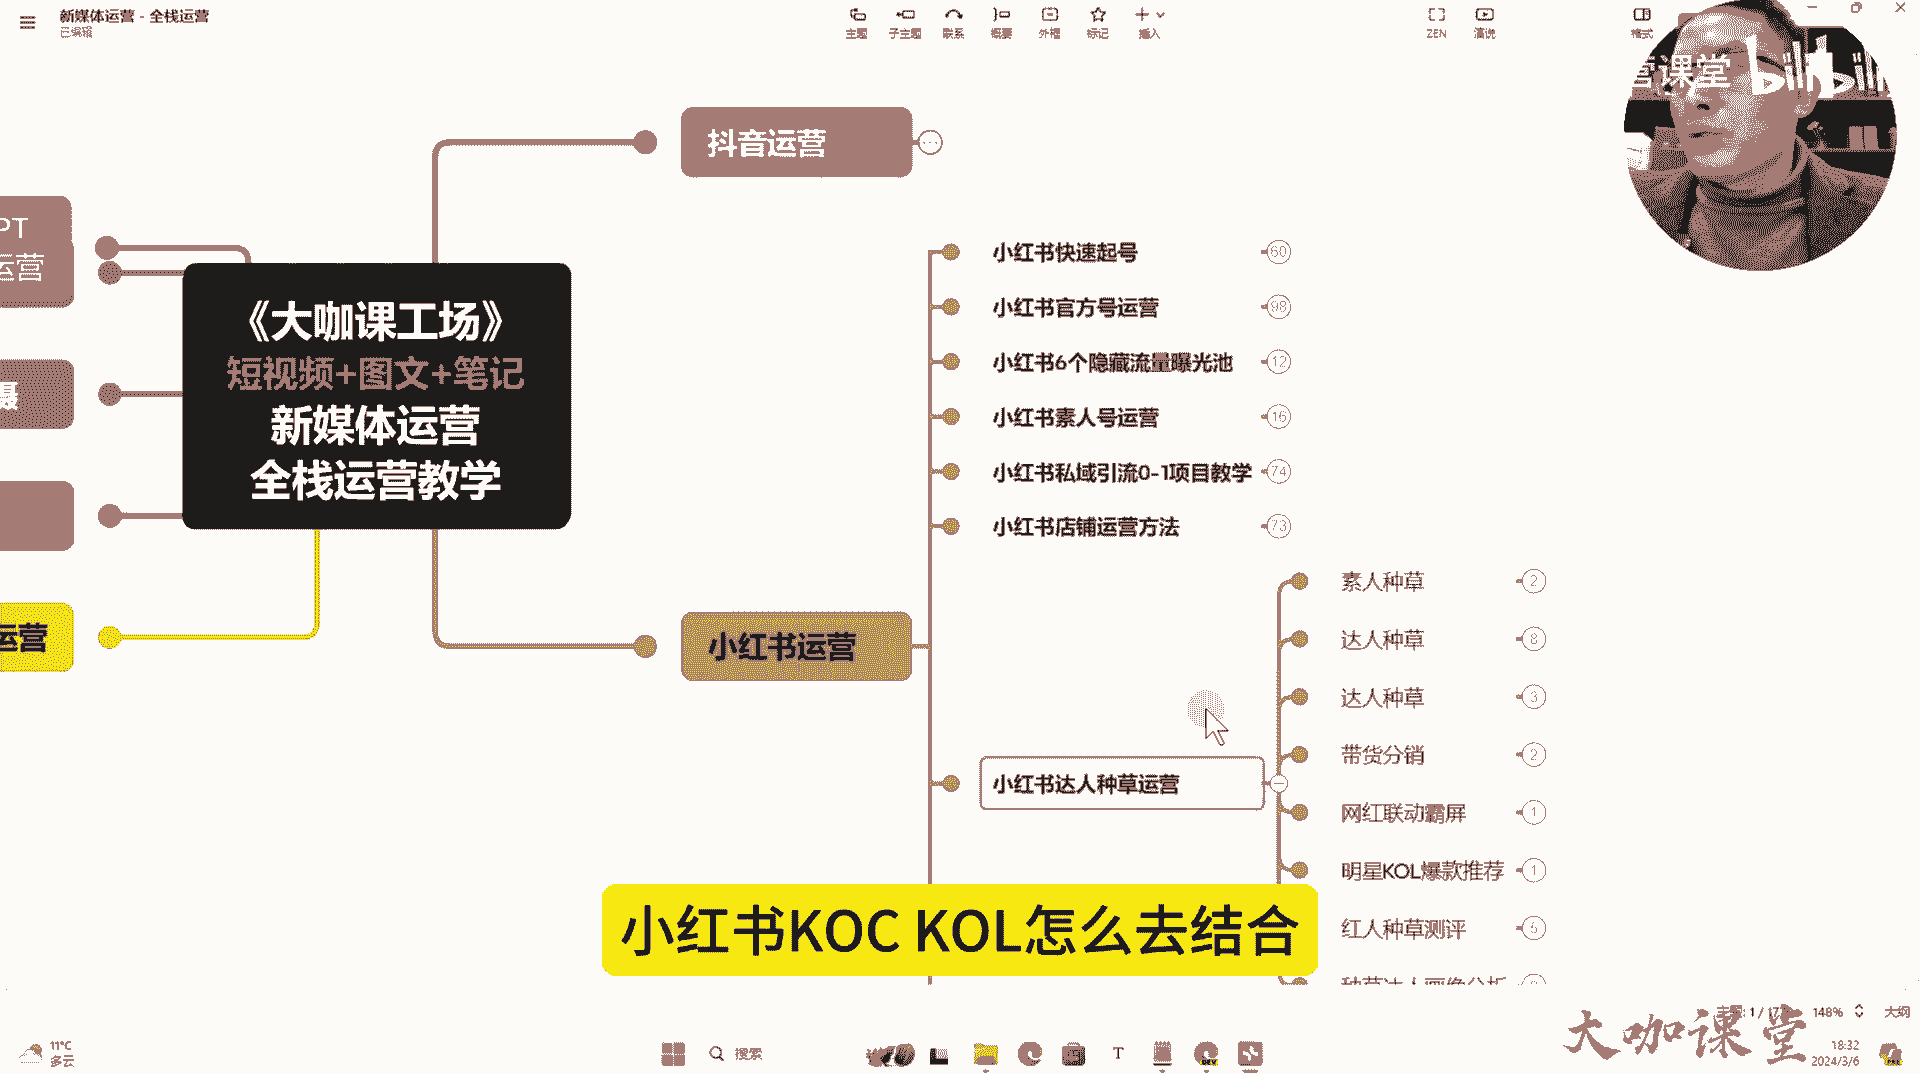 新媒体运营 - 全栈运营
已编辑
主题
子主题
联系
概要
外框
标记
插入
ZEN
演说
格式
营课堂 bilibili
抖音运营
PT
运营
摄
运营
《大咖课工场》
短视频+图文+笔记
新媒体运营
全栈运营教学
小红书运营
小红书快速起号 60
小红书官方号运营 98
小红书6个隐藏流量曝光池 12
小红书素人号运营 16
小红书私域引流0-1项目教学 74
小红书店铺运营方法 73
小红书达人种草运营
素人种草 2
达人种草 8
达人种草 3
带货分销 2
网红联动霸屏 1
明星KOL爆款推荐 1
红人种草测评 5
种草达人画像分析
小红书KOC KOL怎么去结合
148%
大纲
大咖课堂
11°C
多云
搜索
18:32
2024/3/6